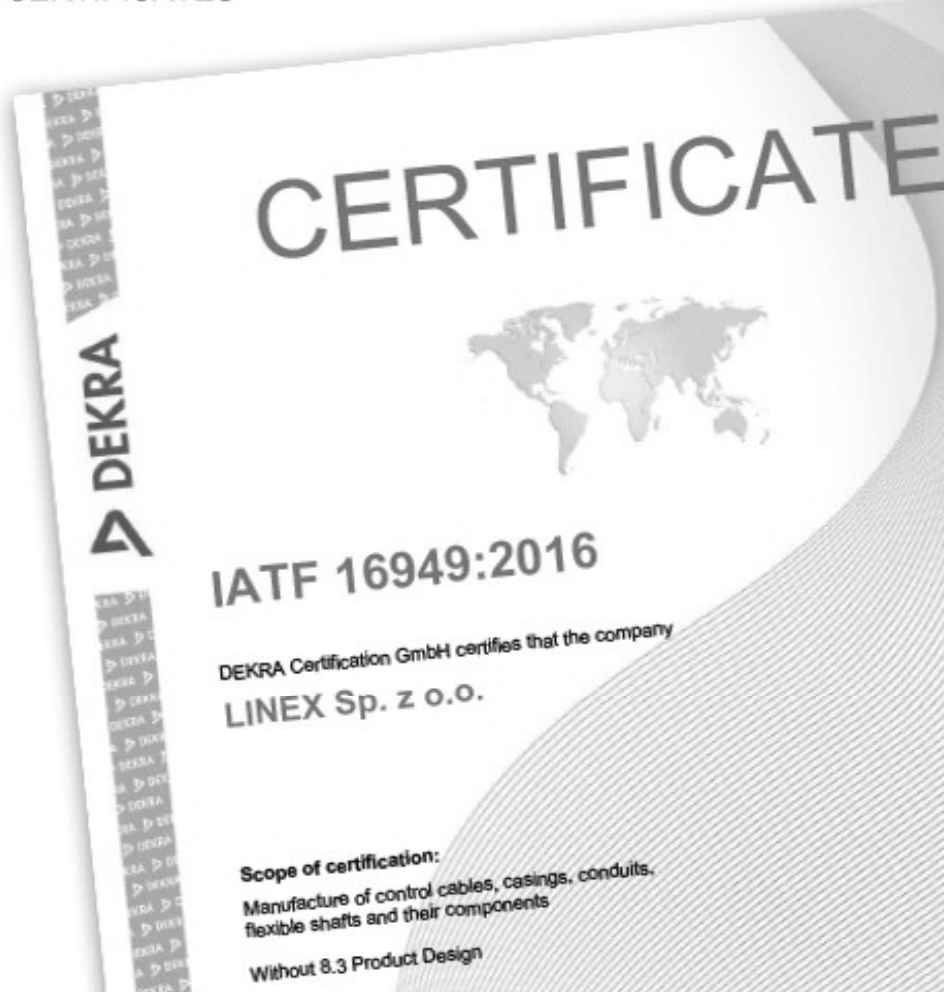 CERTIFICATE
DEKRA
IATF 16949:2016
DEKRA Certification GmbH certifies that the company
LINEX Sp. z o.o.
Scope of certification:
Manufacture of control cables, casings, conduits,
flexible shafts and their components
Without 8.3 Product Design